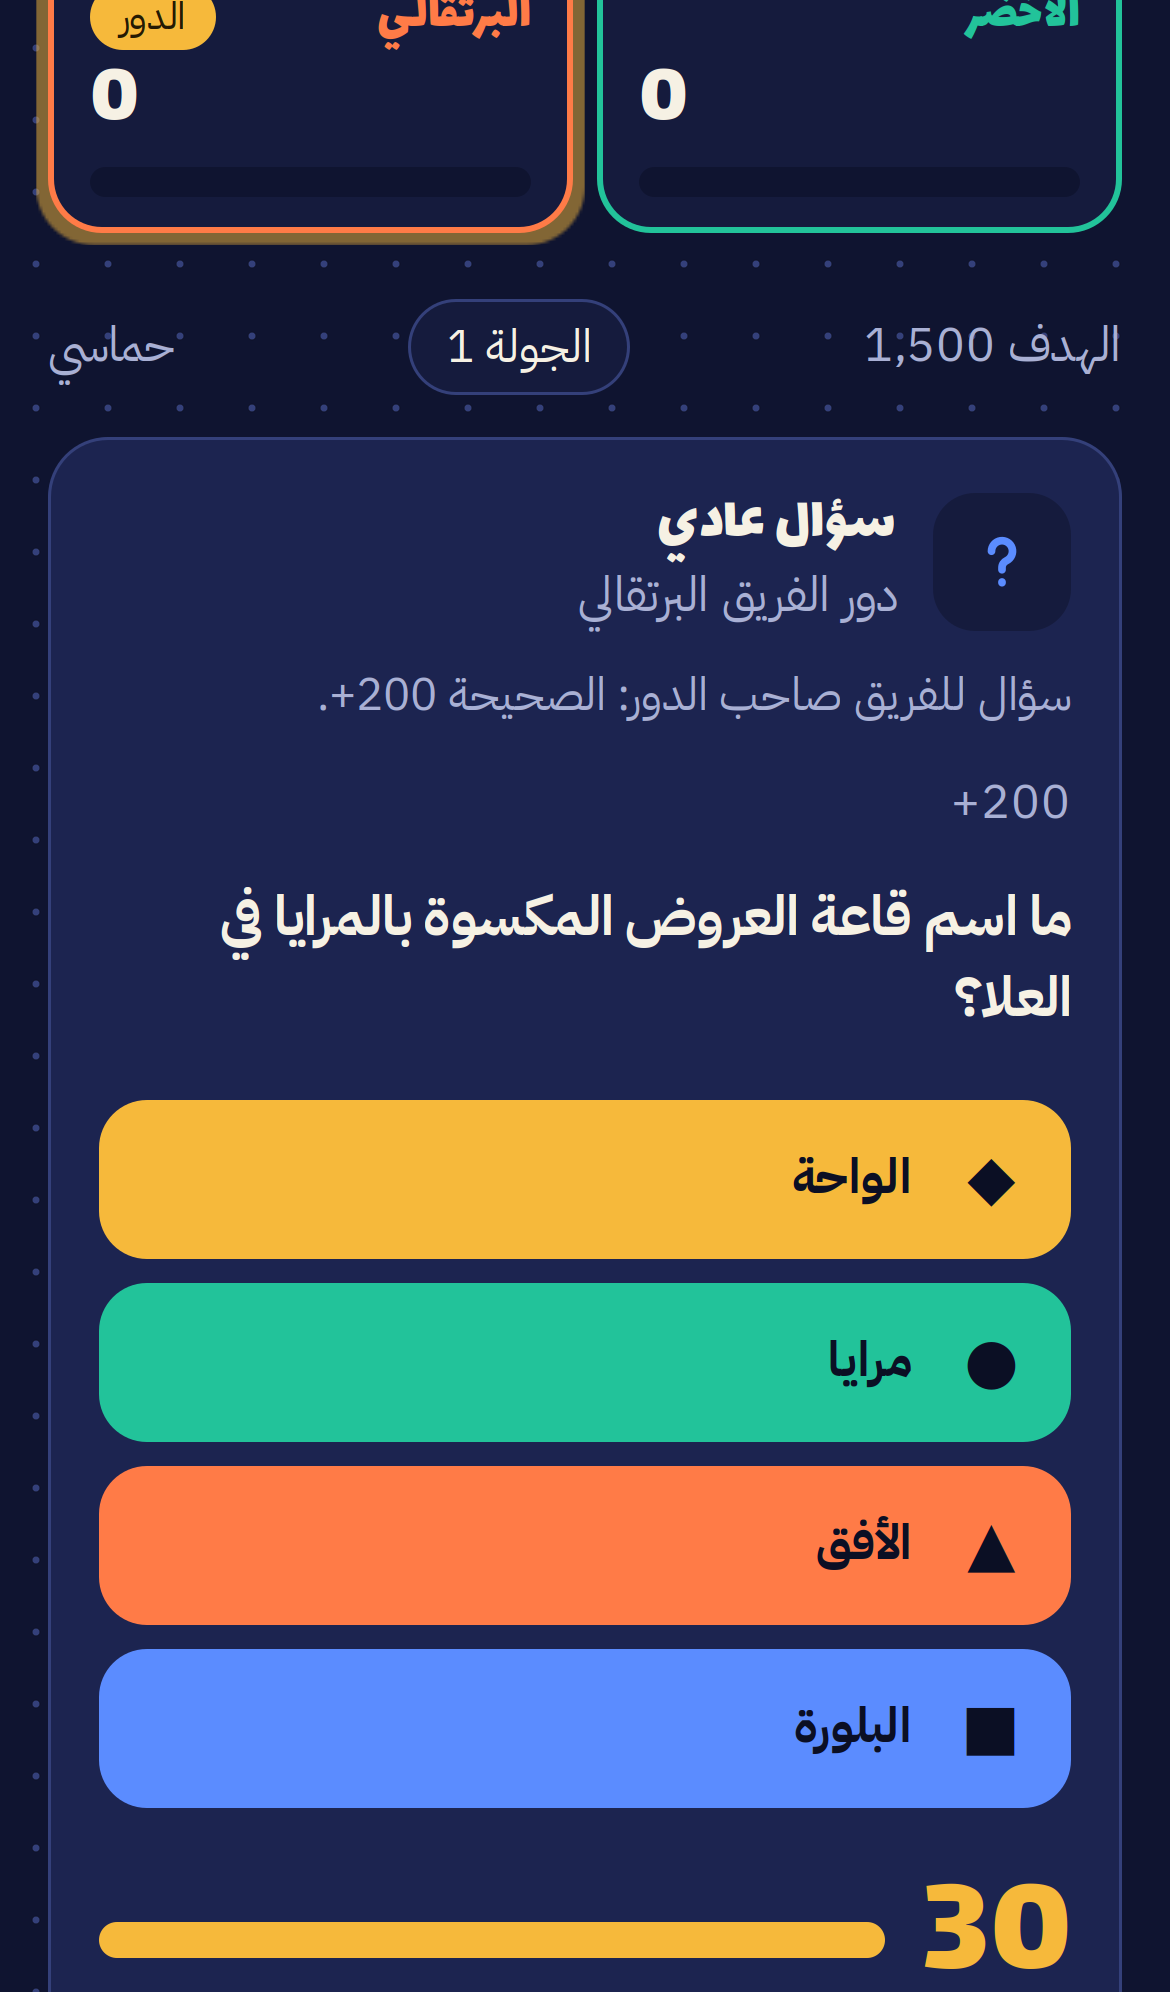 الأخضر
0
البرتقالي
الدور
0
الهدف 1,500
الجولة 1
حماسي
سؤال عادي
دور الفريق البرتقالي
سؤال للفريق صاحب الدور: الصحيحة 200+.
+200
ما اسم قاعة العروض المكسوة بالمرايا في
العلا؟
الواحة
مرايا
الأفق
البلورة
30